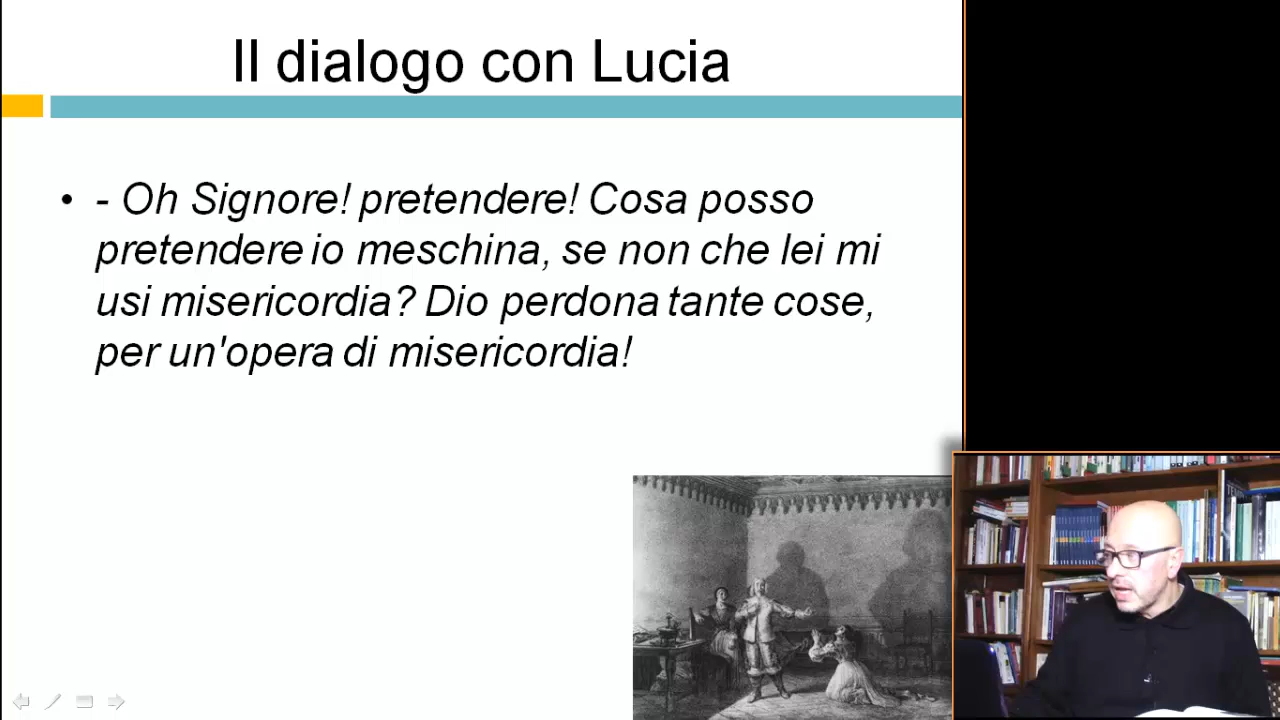 Il dialogo con Lucia
• - Oh Signore! pretendere! Cosa posso
pretendere io meschina, se non che lei mi
usi misericordia? Dio perdona tante cose,
per un'opera di misericordia!